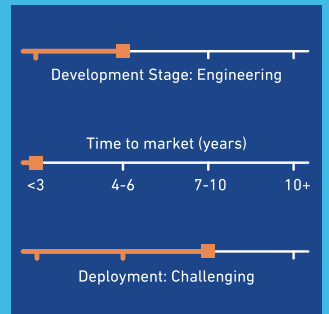 Development Stage: Engineering
Time to market (years)
<3 4-6 7-10 10+
Deployment: Challenging